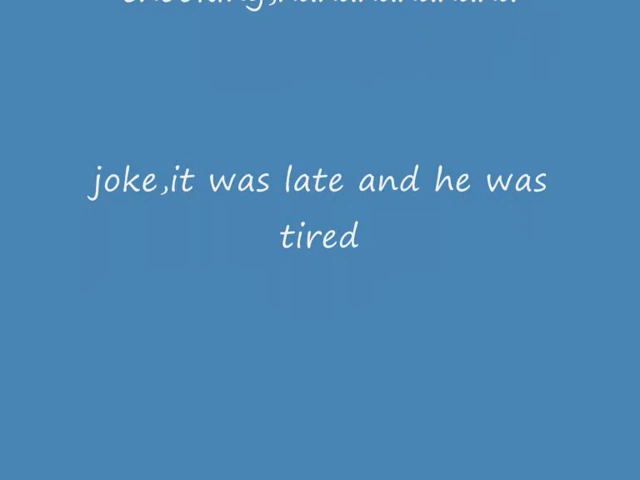 joke,it was late and he was
tired